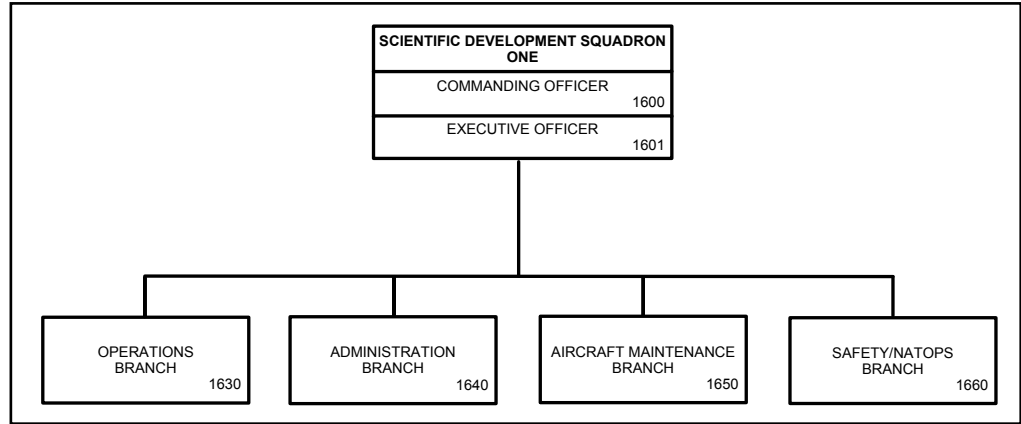 SCIENTIFIC DEVELOPMENT SQUADRON
ONE
COMMANDING OFFICER
1600
EXECUTIVE OFFICER
1601
OPERATIONS
BRANCH
1630
ADMINISTRATION
BRANCH
1640
AIRCRAFT MAINTENANCE
BRANCH
1650
SAFETY/NATOPS
BRANCH
1660